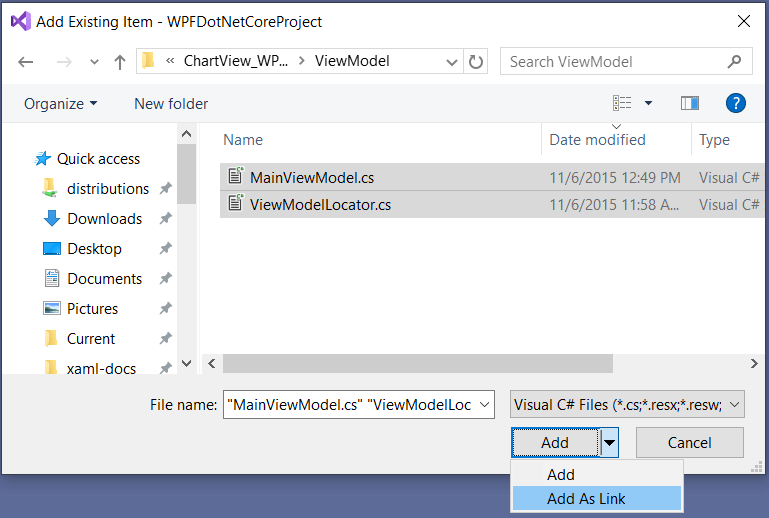 Add Existing Item - WPFDotNetCoreProject
« ChartView_WP... > ViewModel
Search ViewModel
Organize
New folder
?
Name
Date modified
Type
Quick access
distributions
Downloads
Desktop
Documents
Pictures
Current
xaml-docs
MainViewModel.cs 11/6/2015 12:49 PM Visual C#
ViewModelLocator.cs 11/6/2015 11:58 A... Visual C#
File name: "MainViewModel.cs" "ViewModelLoc
Visual C# Files (*.cs;*.resx;*.resw;
Add
Cancel
Add
Add As Link